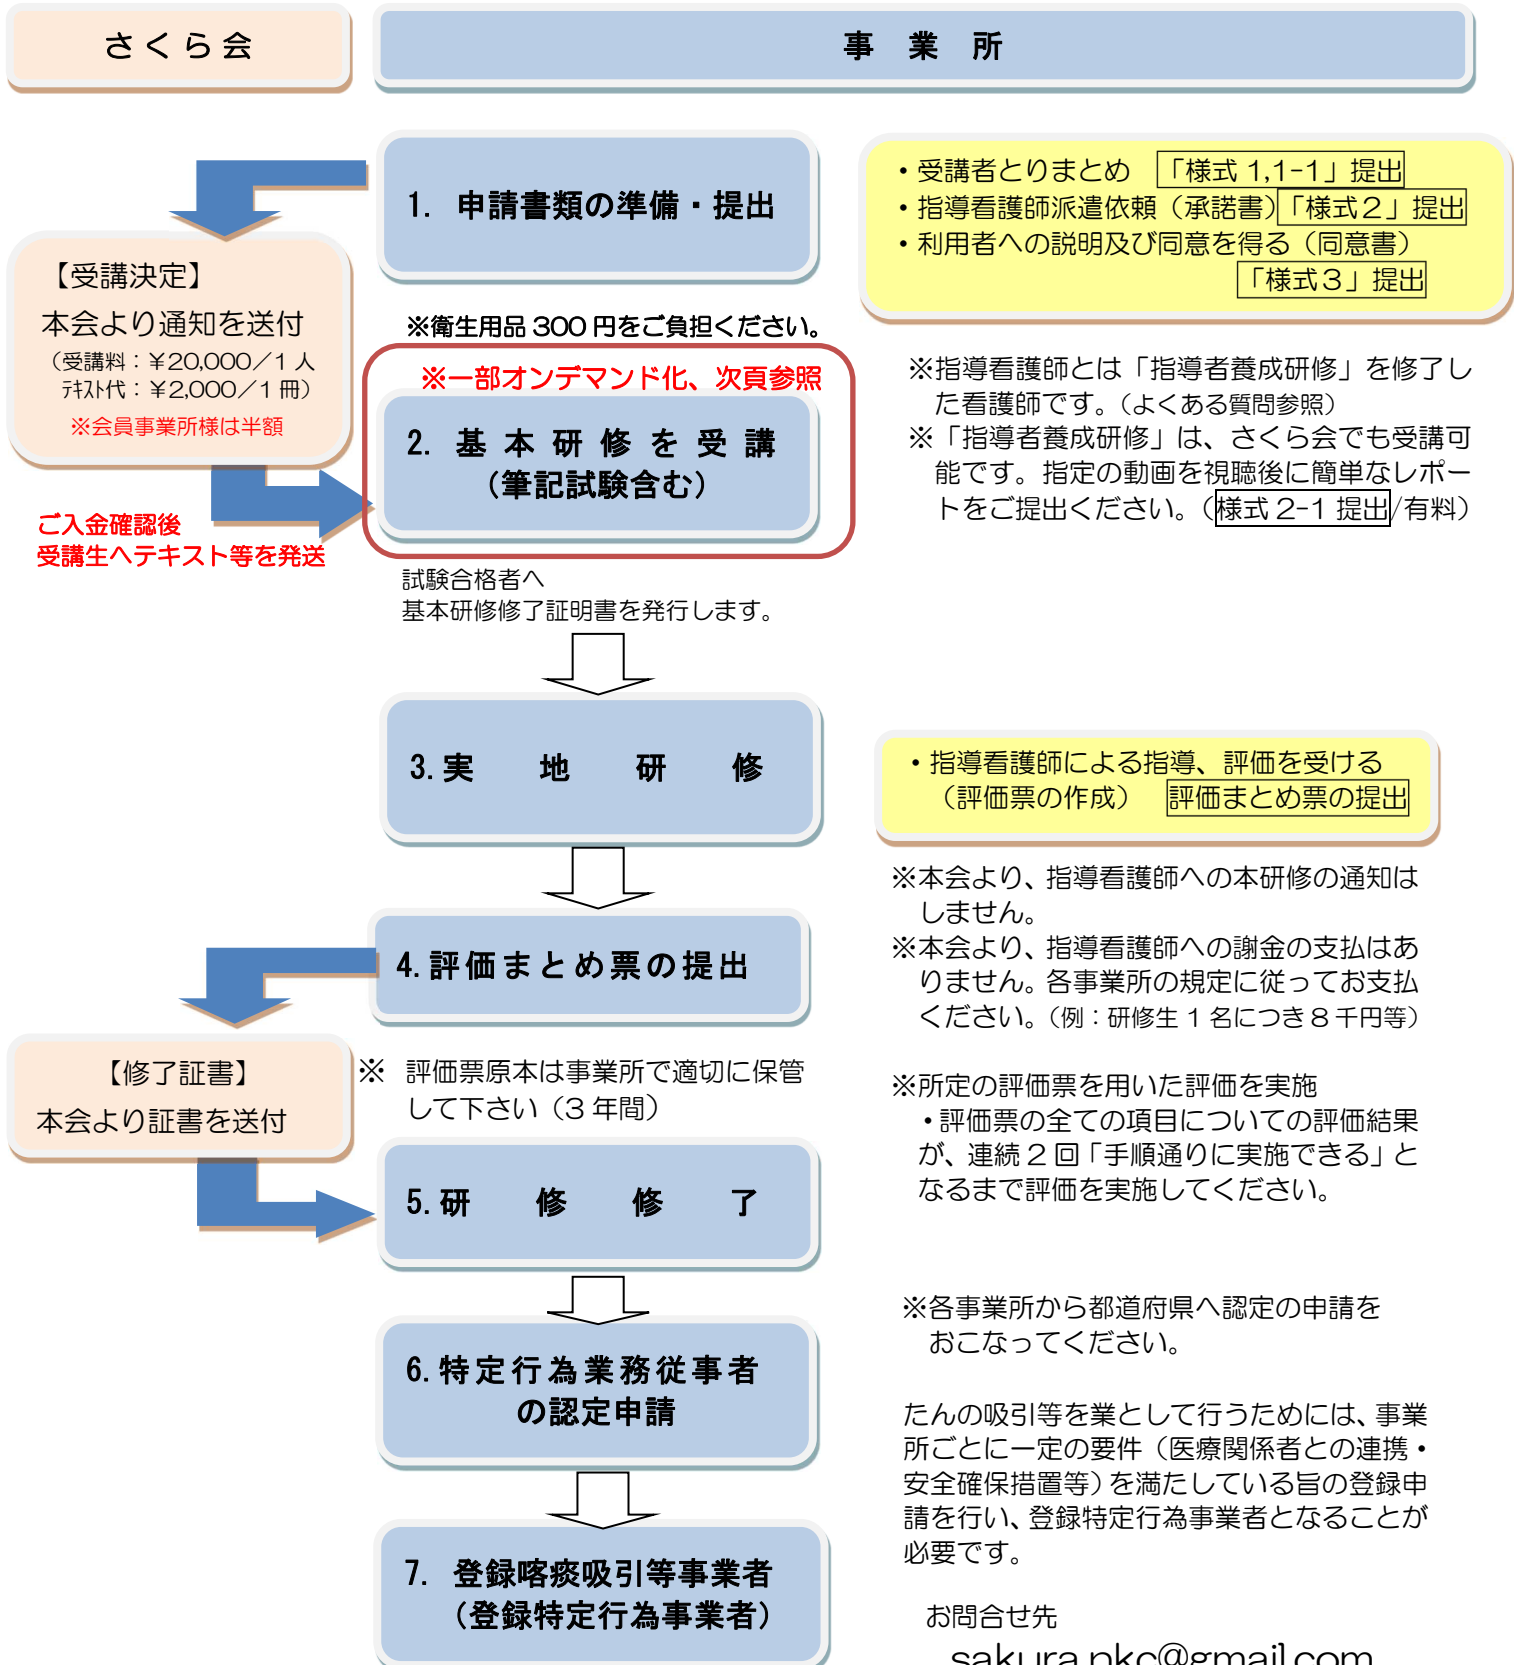 さくら会
事 業 所
1. 申請書類の準備・提出
・受講者とりまとめ 「様式 1,1-1」提出
・指導看護師派遣依頼（承諾書）「様式２」提出
・利用者への説明及び同意を得る（同意書）
「様式３」提出
【受講決定】
本会より通知を送付
（受講料：￥20,000／1 人
ﾃｷｽﾄ代：￥2,000／1 冊）
※会員事業所様は半額
※衛生用品 300 円をご負担ください。
※一部オンデマンド化、次頁参照
2. 基 本 研 修 を 受 講
（筆記試験含む）
※指導看護師とは「指導者養成研修」を修了し
た看護師です。（よくある質問参照）
※「指導者養成研修」は、さくら会でも受講可
能です。指定の動画を視聴後に簡単なレポー
トをご提出ください。（様式 2-1 提出/有料）
ご入金確認後
受講生へテキスト等を発送
試験合格者へ
基本研修修了証明書を発行します。
3.実 地 研 修
・指導看護師による指導、評価を受ける
（評価票の作成） 評価まとめ票の提出
※本会より、指導看護師への本研修の通知は
しません。
※本会より、指導看護師への謝金の支払はあ
りません。各事業所の規定に従ってお支払
ください。（例：研修生 1 名につき８千円等）
4.評価まとめ票の提出
【修了証書】
本会より証書を送付
※ 評価票原本は事業所で適切に保管
して下さい（3 年間）
※所定の評価票を用いた評価を実施
・評価票の全ての項目についての評価結果
が、連続 2 回「手順通りに実施できる」と
なるまで評価を実施してください。
5.研 修 修 了
※各事業所から都道府県へ認定の申請を
おこなってください。
6.特定行為業務従事者
の認定申請
たんの吸引等を業として行うためには、事業
所ごとに一定の要件（医療関係者との連携・
安全確保措置等）を満たしている旨の登録申
請を行い、登録特定行為事業者となることが
必要です。
7. 登録喀痰吸引等事業者
（登録特定行為事業者）
お問合せ先
sakura.nkc@gmail.com